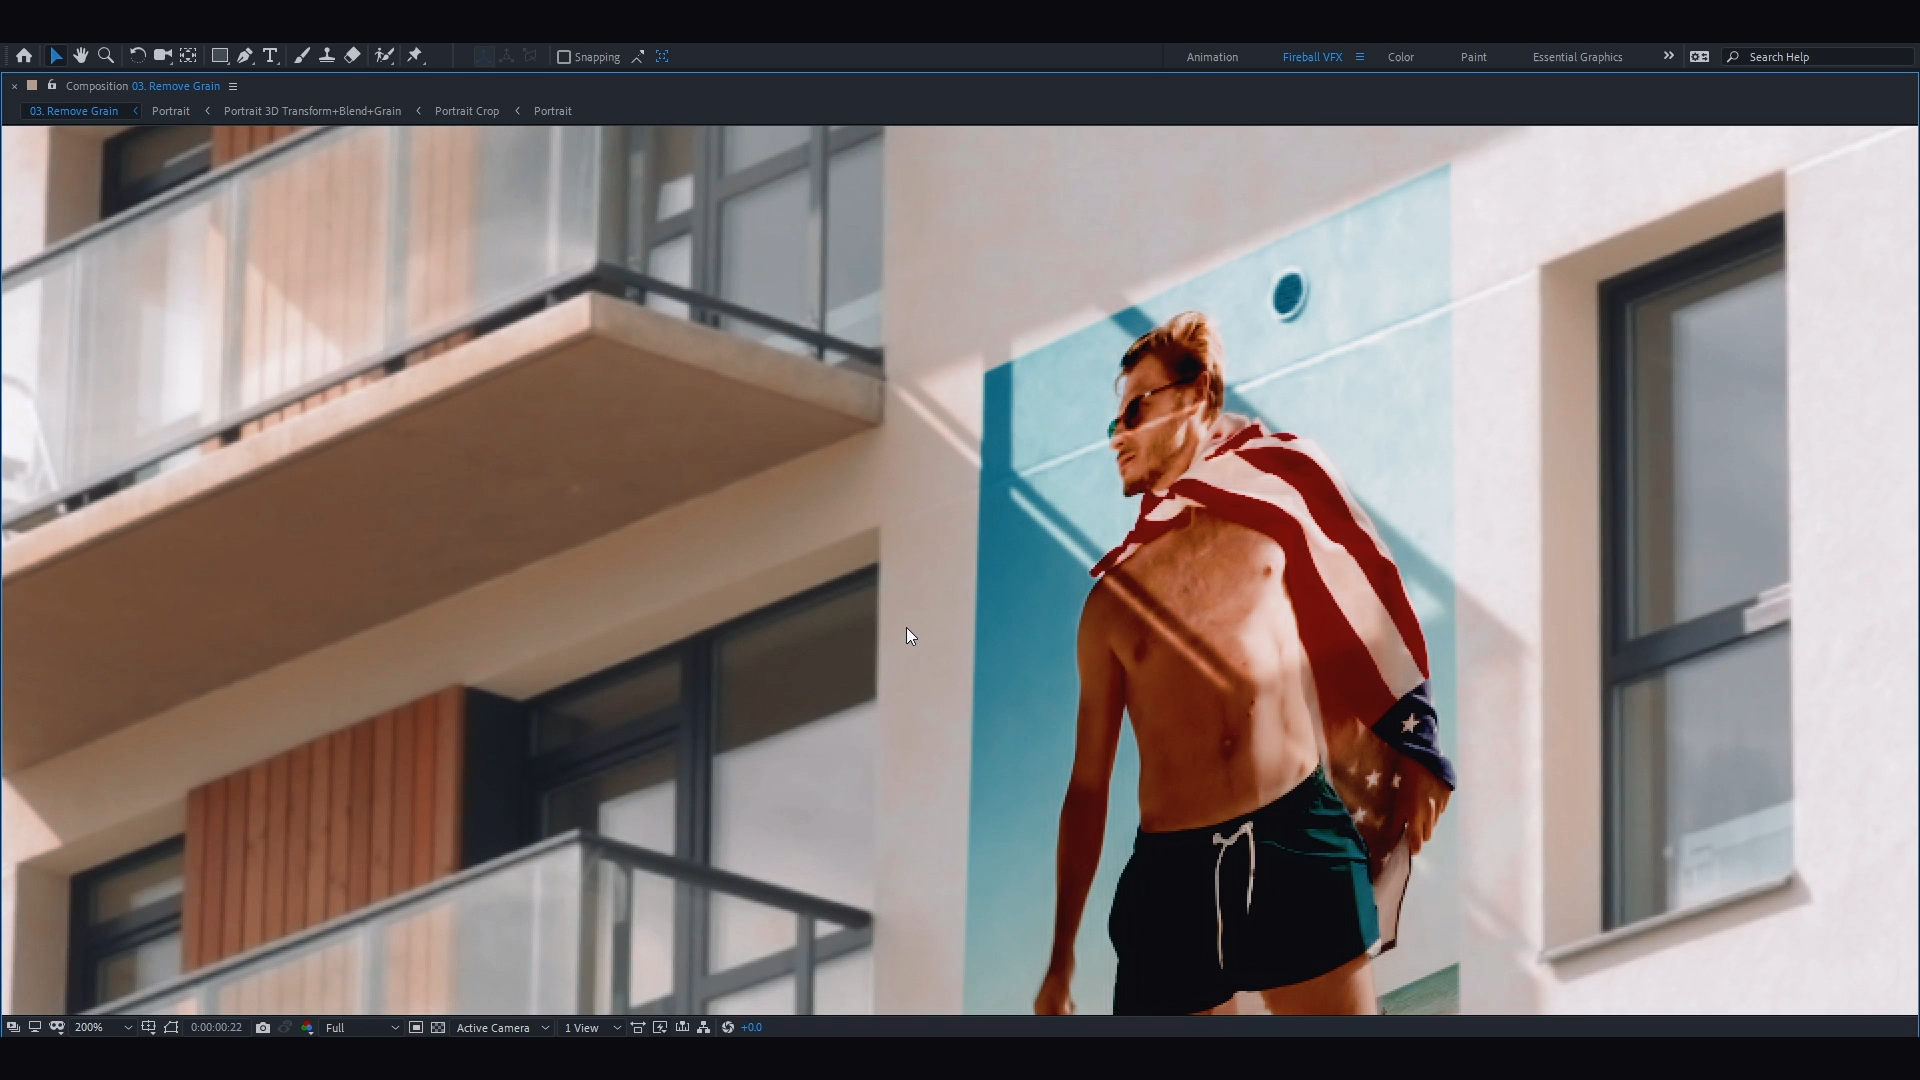 Snapping
Animation
Fireball VFX
Color
Paint
Essential Graphics
Search Help
Composition 03. Remove Grain
03. Remove Grain
Portrait
Portrait 3D Transform+Blend+Grain
Portrait Crop
Portrait
200%
0:00:00:22
Full
Active Camera
1 View
+0.0